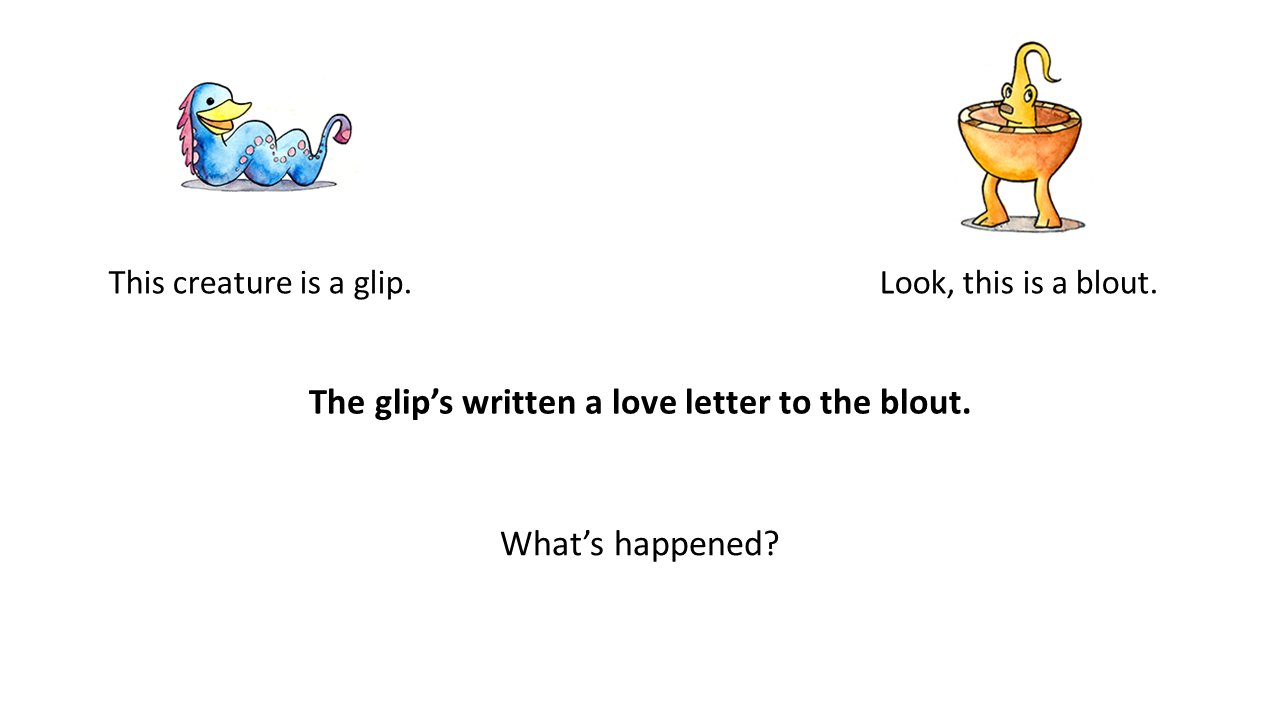 This creature is a glip.
Look, this is a blout.
The glip’s written a love letter to the blout.
What’s happened?